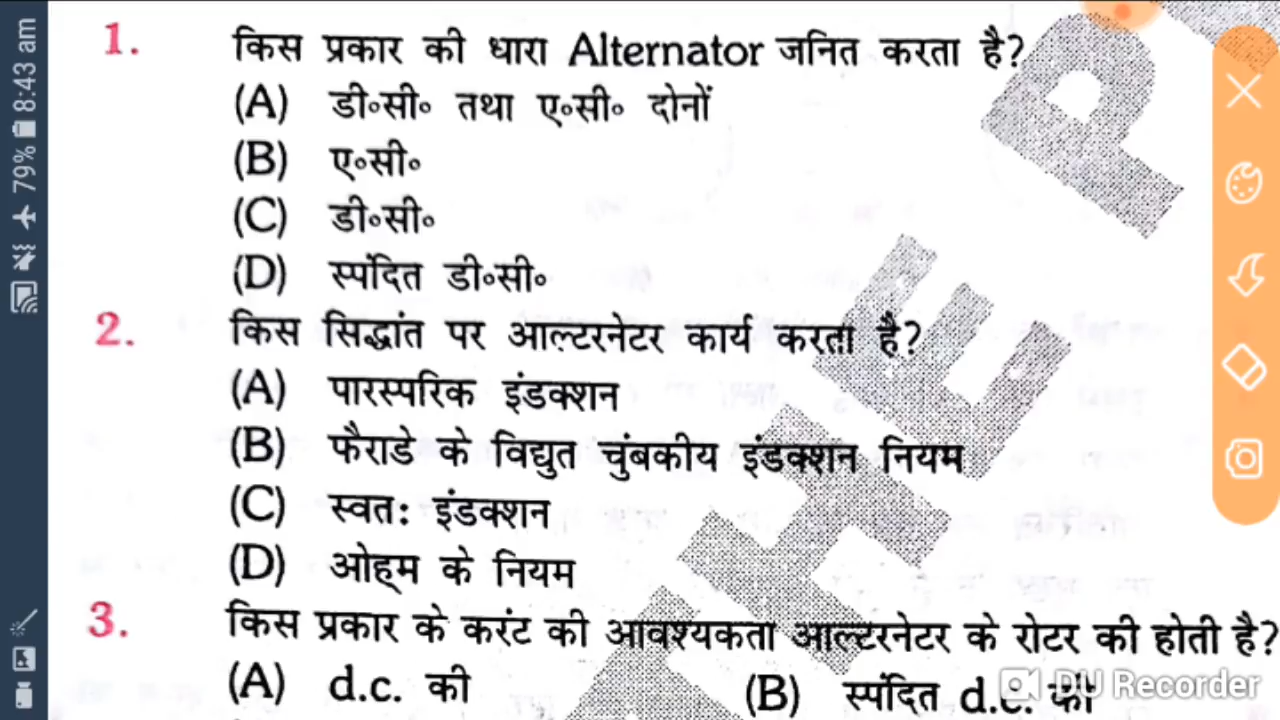 79% 8:43 am
1. किस प्रकार की धारा Alternator जनित करता है?
(A) डी॰सी॰ तथा ए॰सी॰ दोनों
(B) ए॰सी॰
(C) डी॰सी॰
(D) स्पंदित डी॰सी॰
2. किस सिद्धांत पर आल्टरनेटर कार्य करता है?
(A) पारस्परिक इंडक्शन
(B) फैराडे के विद्युत चुंबकीय इंडक्शन नियम
(C) स्वतः इंडक्शन
(D) ओह्म के नियम
3. किस प्रकार के करंट की आवश्यकता आल्टरनेटर के रोटर की होती है?
(A) d.c. की (B) स्पंदित d.c. की
DU Recorder
THE P